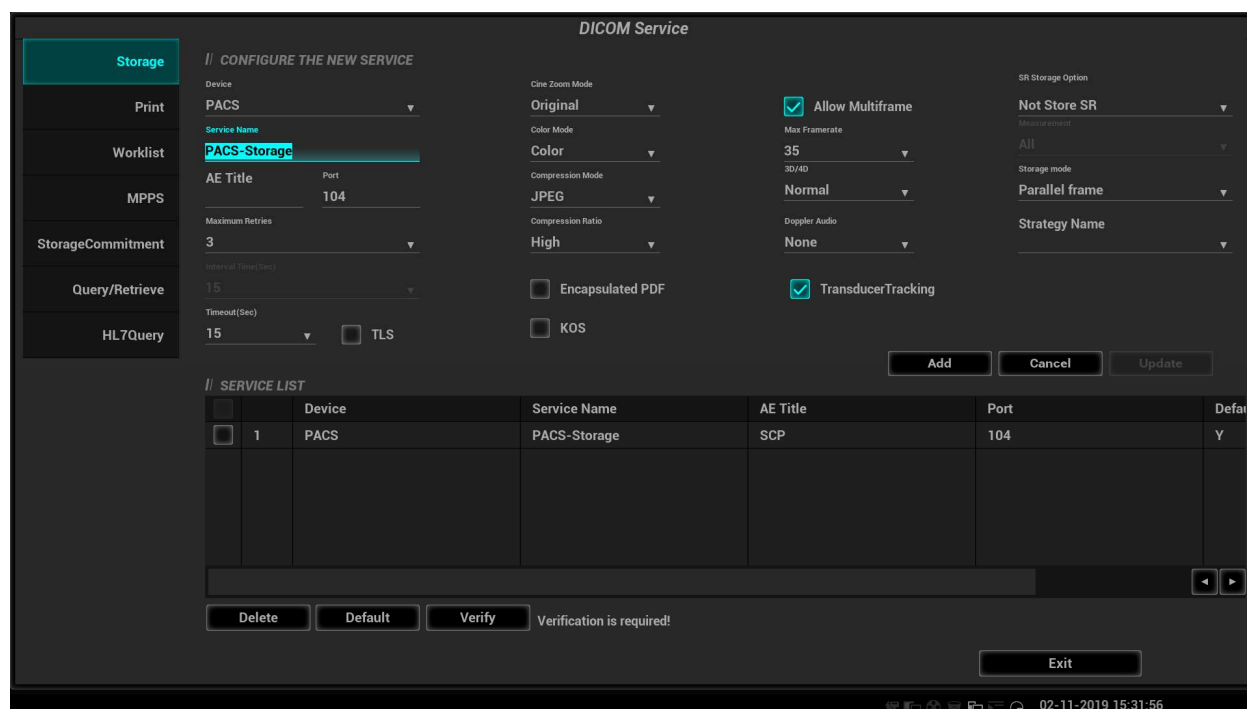 DICOM Service
Storage
Print
Worklist
MPPS
StorageCommitment
Query/Retrieve
HL7Query
// CONFIGURE THE NEW SERVICE
Device
PACS
Service Name
PACS-Storage
AE Title
Port
104
Maximum Retries
3
Interval Time(Sec)
15
Timeout(Sec)
15
TLS
Cine Zoom Mode
Original
Color Mode
Color
Compression Mode
JPEG
Compression Ratio
High
Encapsulated PDF
KOS
Allow Multiframe
Max Framerate
35
3D/4D
Normal
Doppler Audio
None
TransducerTracking
SR Storage Option
Not Store SR
Measurement
All
Storage mode
Parallel frame
Strategy Name
Add Cancel Update
// SERVICE LIST
Device Service Name AE Title Port Defau
1 PACS PACS-Storage SCP 104 Y
Delete Default Verify Verification is required!
Exit
02-11-2019 15:31:56